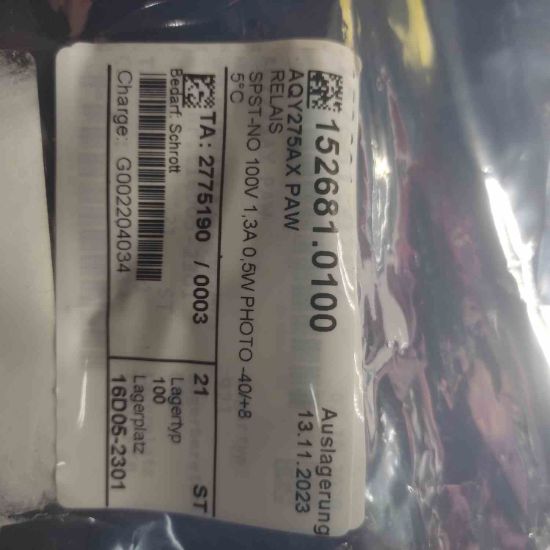 152681.0100
Auslagerung
13.11.2023
AQY275AX PAW
RELAIS
SPST-NO 100V 1,3A 0,5W PHOTO -40/+8
5°C
TA: 2775190 / 0003
21 ST
Bedarf: Schrott
Lagertyp
100
Charge: G002204034
Lagerplatz
16D05-2301